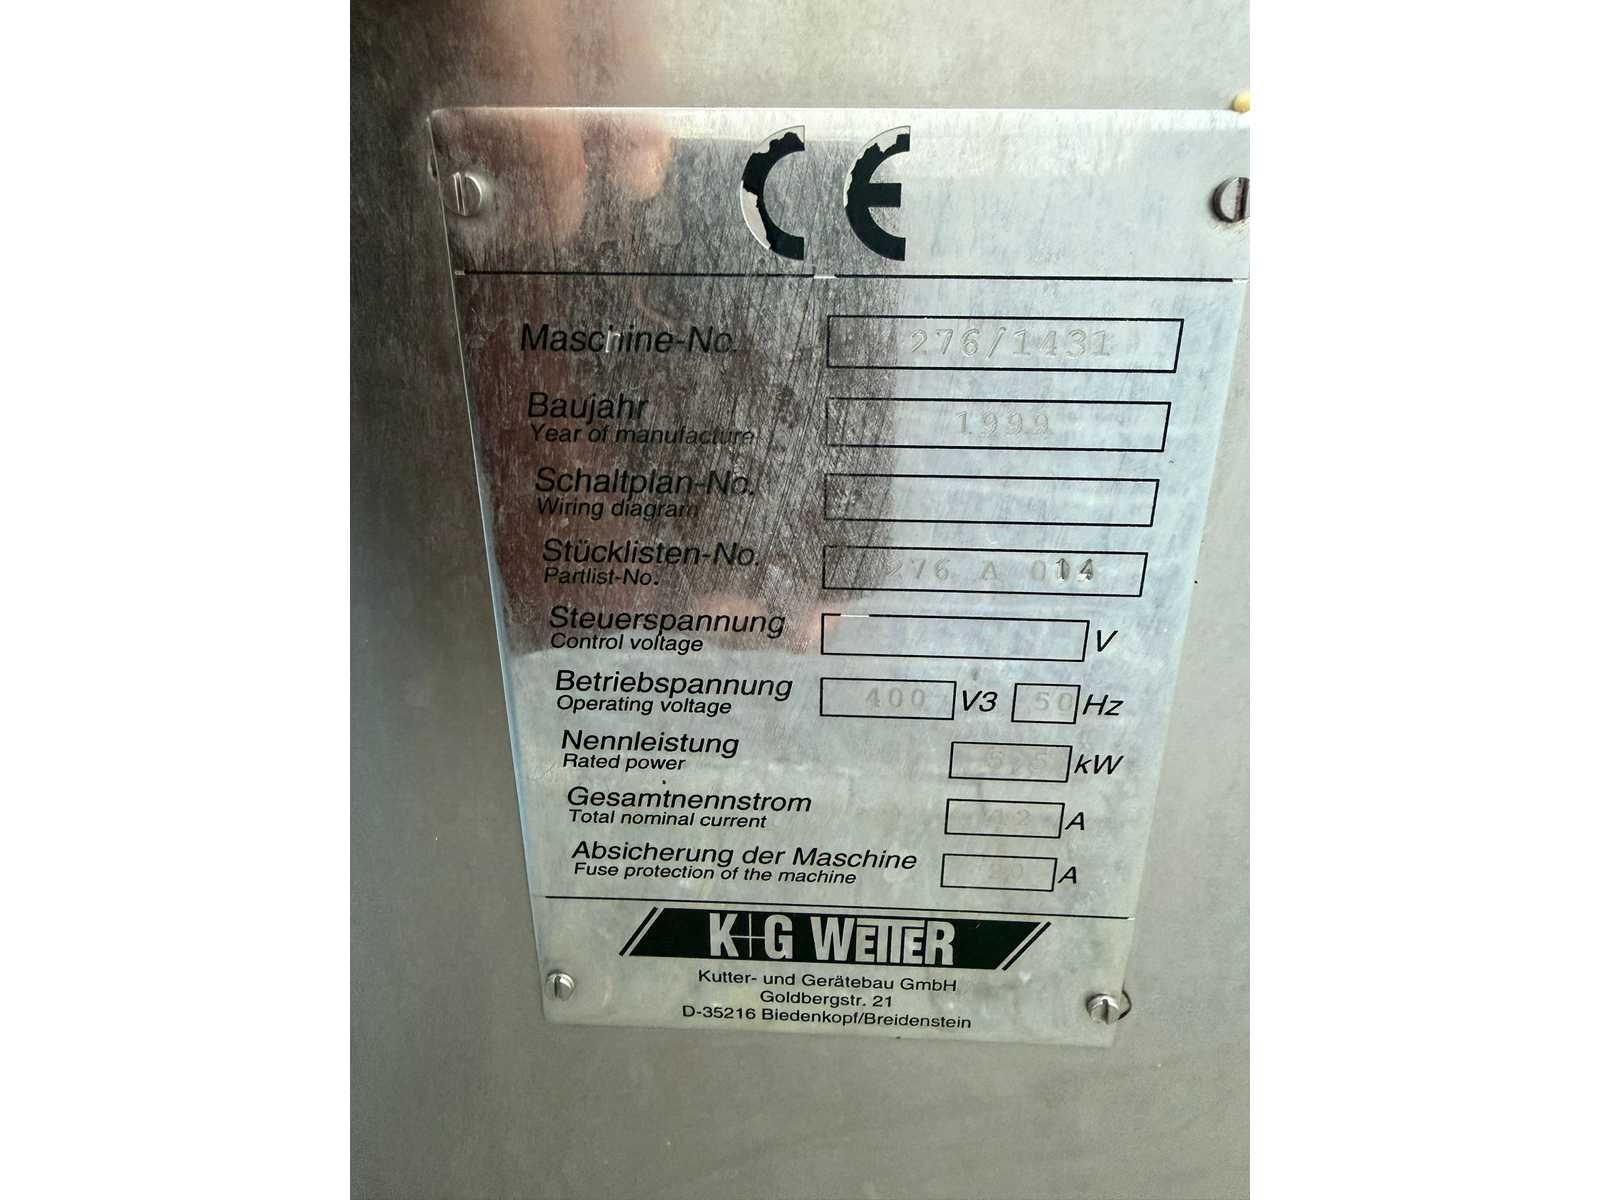 CE
Maschine-No. 276/1431
Baujahr 1999
Year of manufacture
Schaltplan-No.
Wiring diagram
Stücklisten-No. 276 A 014
Partlist-No.
Steuerspannung V
Control voltage
Betriebspannung 400 V3 50 Hz
Operating voltage
Nennleistung kW
Rated power
Gesamtnennstrom 12 A
Total nominal current
Absicherung der Maschine 20 A
Fuse protection of the machine
K+G WETTER
Kutter- und Gerätebau GmbH
Goldbergstr. 21
D-35216 Biedenkopf/Breidenstein